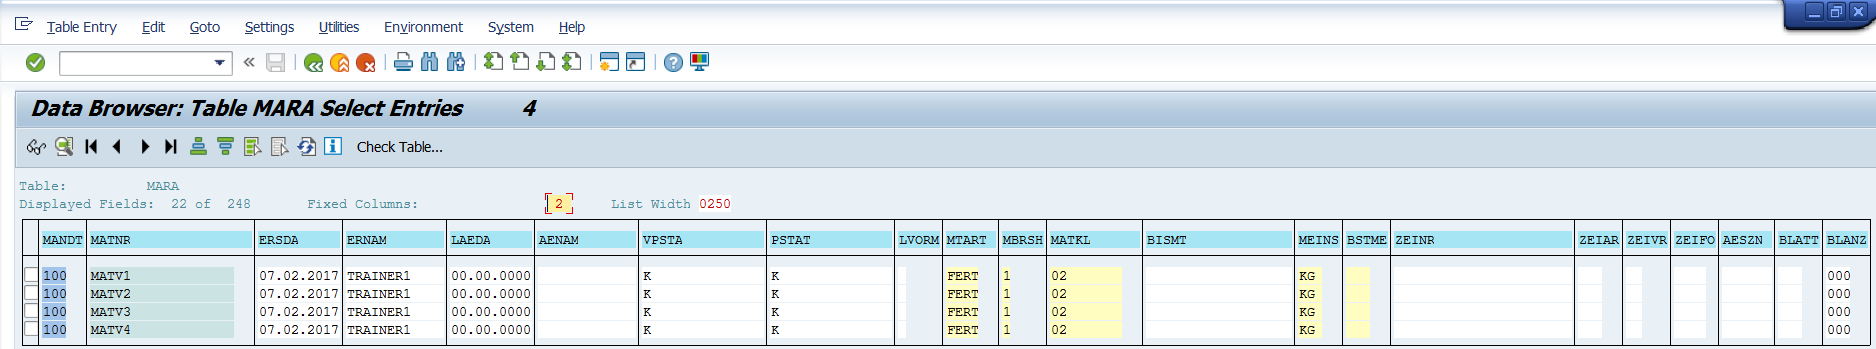 Table Entry Edit Goto Settings Utilities Environment System Help
Data Browser: Table MARA Select Entries 4
Check Table...
Table: MARA
Displayed Fields: 22 of 248 Fixed Columns: 2 List Width 0250
MANDT MATNR ERSDA ERNAM LAEDA AENAM VPSTA PSTAT LVORM MTART MBRSH MATKL BISMT MEINS BSTME ZEINR ZEIAR ZEIVR ZEIFO AESZN BLATT BLANZ
100 MATV1 07.02.2017 TRAINER1 00.00.0000 K K FERT 1 02 KG 000
100 MATV2 07.02.2017 TRAINER1 00.00.0000 K K FERT 1 02 KG 000
100 MATV3 07.02.2017 TRAINER1 00.00.0000 K K FERT 1 02 KG 000
100 MATV4 07.02.2017 TRAINER1 00.00.0000 K K FERT 1 02 KG 000